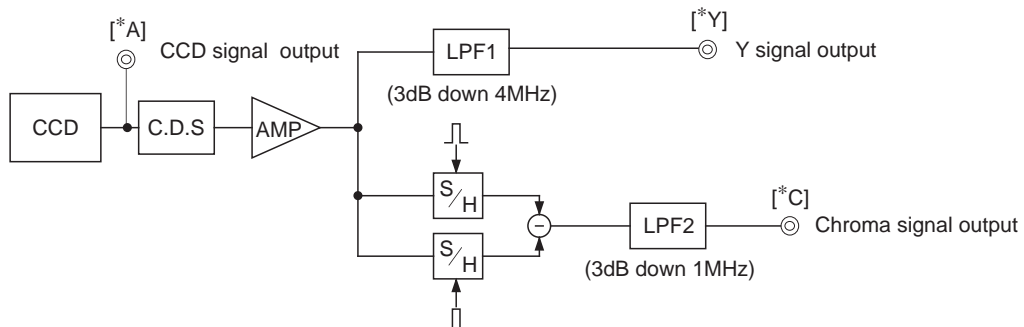 [*A]
CCD signal output
[*Y]
Y signal output
LPF1
(3dB down 4MHz)
CCD
C.D.S
AMP
S/H
[*C]
Chroma signal output
−
LPF2
(3dB down 1MHz)
S/H